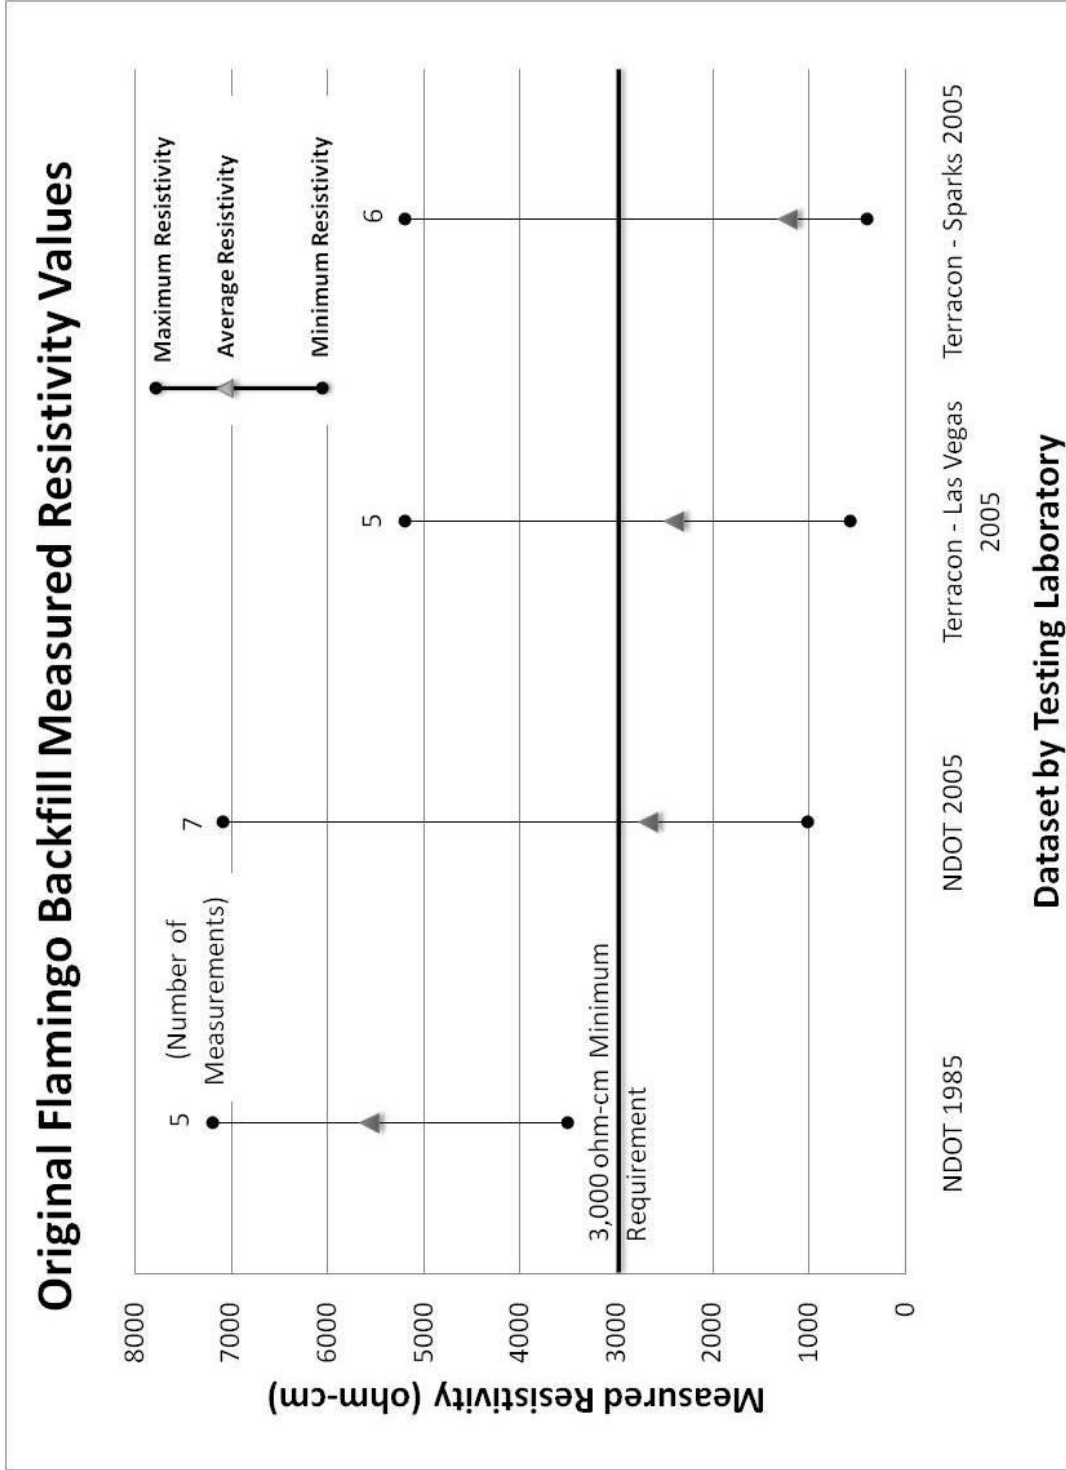 Original Flamingo Backfill Measured Resistivity Values
Measured Resistivity (ohm-cm)
8000
7000
6000
5000
4000
3000
2000
1000
0
5
(Number of
Measurements)
7
5
6
Maximum Resistivity
Average Resistivity
Minimum Resistivity
3,000 ohm-cm Minimum
Requirement
NDOT 1985
NDOT 2005
Terracon - Las Vegas
2005
Terracon - Sparks 2005
Dataset by Testing Laboratory